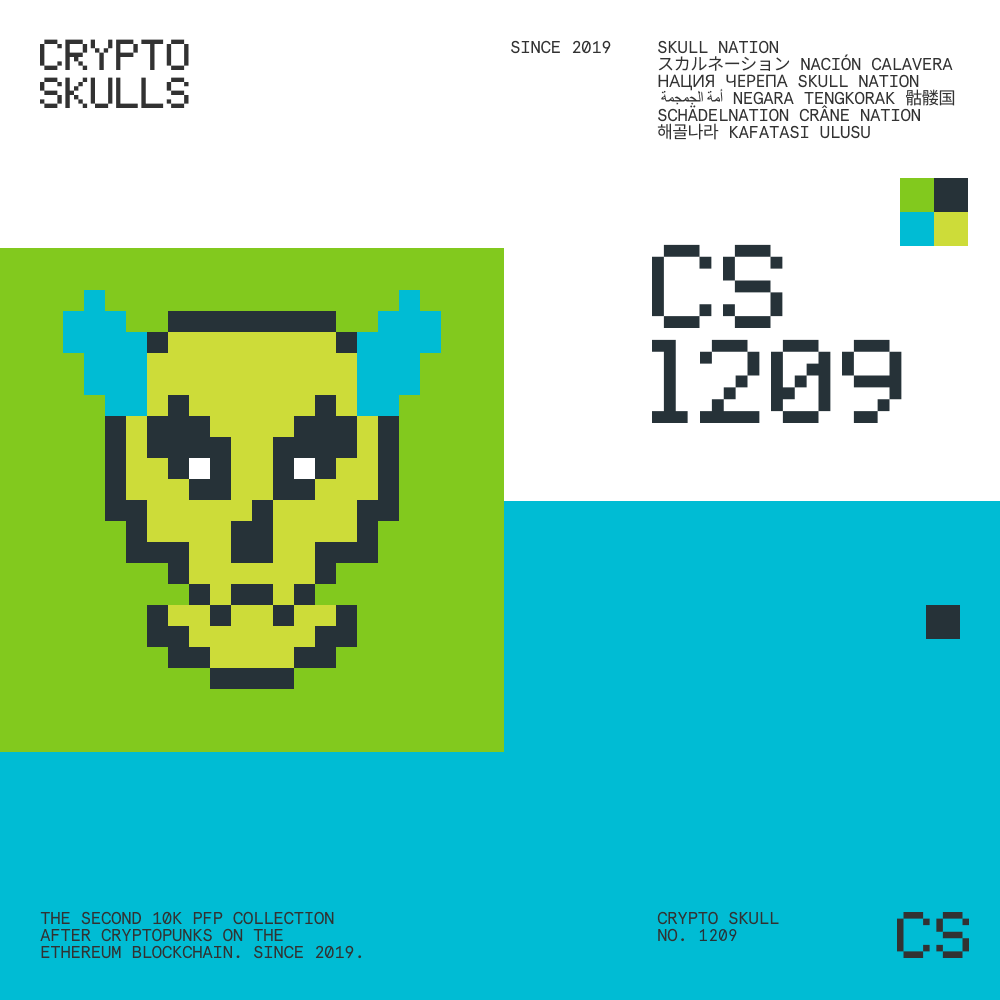 CRYPTO
SKULLS
SINCE 2019
SKULL NATION
スカルネーション NACIÓN CALAVERA
НАЦИЯ ЧЕРЕПА SKULL NATION
أمة الجمجمة NEGARA TENGKORAK 骷髅国
SCHÄDELNATION CRÂNE NATION
해골나라 KAFATASI ULUSU
CS
1209
THE SECOND 10K PFP COLLECTION
AFTER CRYPTOPUNKS ON THE
ETHEREUM BLOCKCHAIN. SINCE 2019.
CRYPTO SKULL
NO. 1209
CS